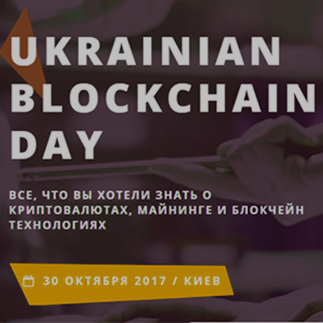 UKRAINIAN
BLOCKCHAIN
DAY
ВСЕ, ЧТО ВЫ ХОТЕЛИ ЗНАТЬ О
КРИПТОВАЛЮТАХ, МАЙНИНГЕ И БЛОКЧЕЙН
ТЕХНОЛОГИЯХ
30 ОКТЯБРЯ 2017 / КИЕВ